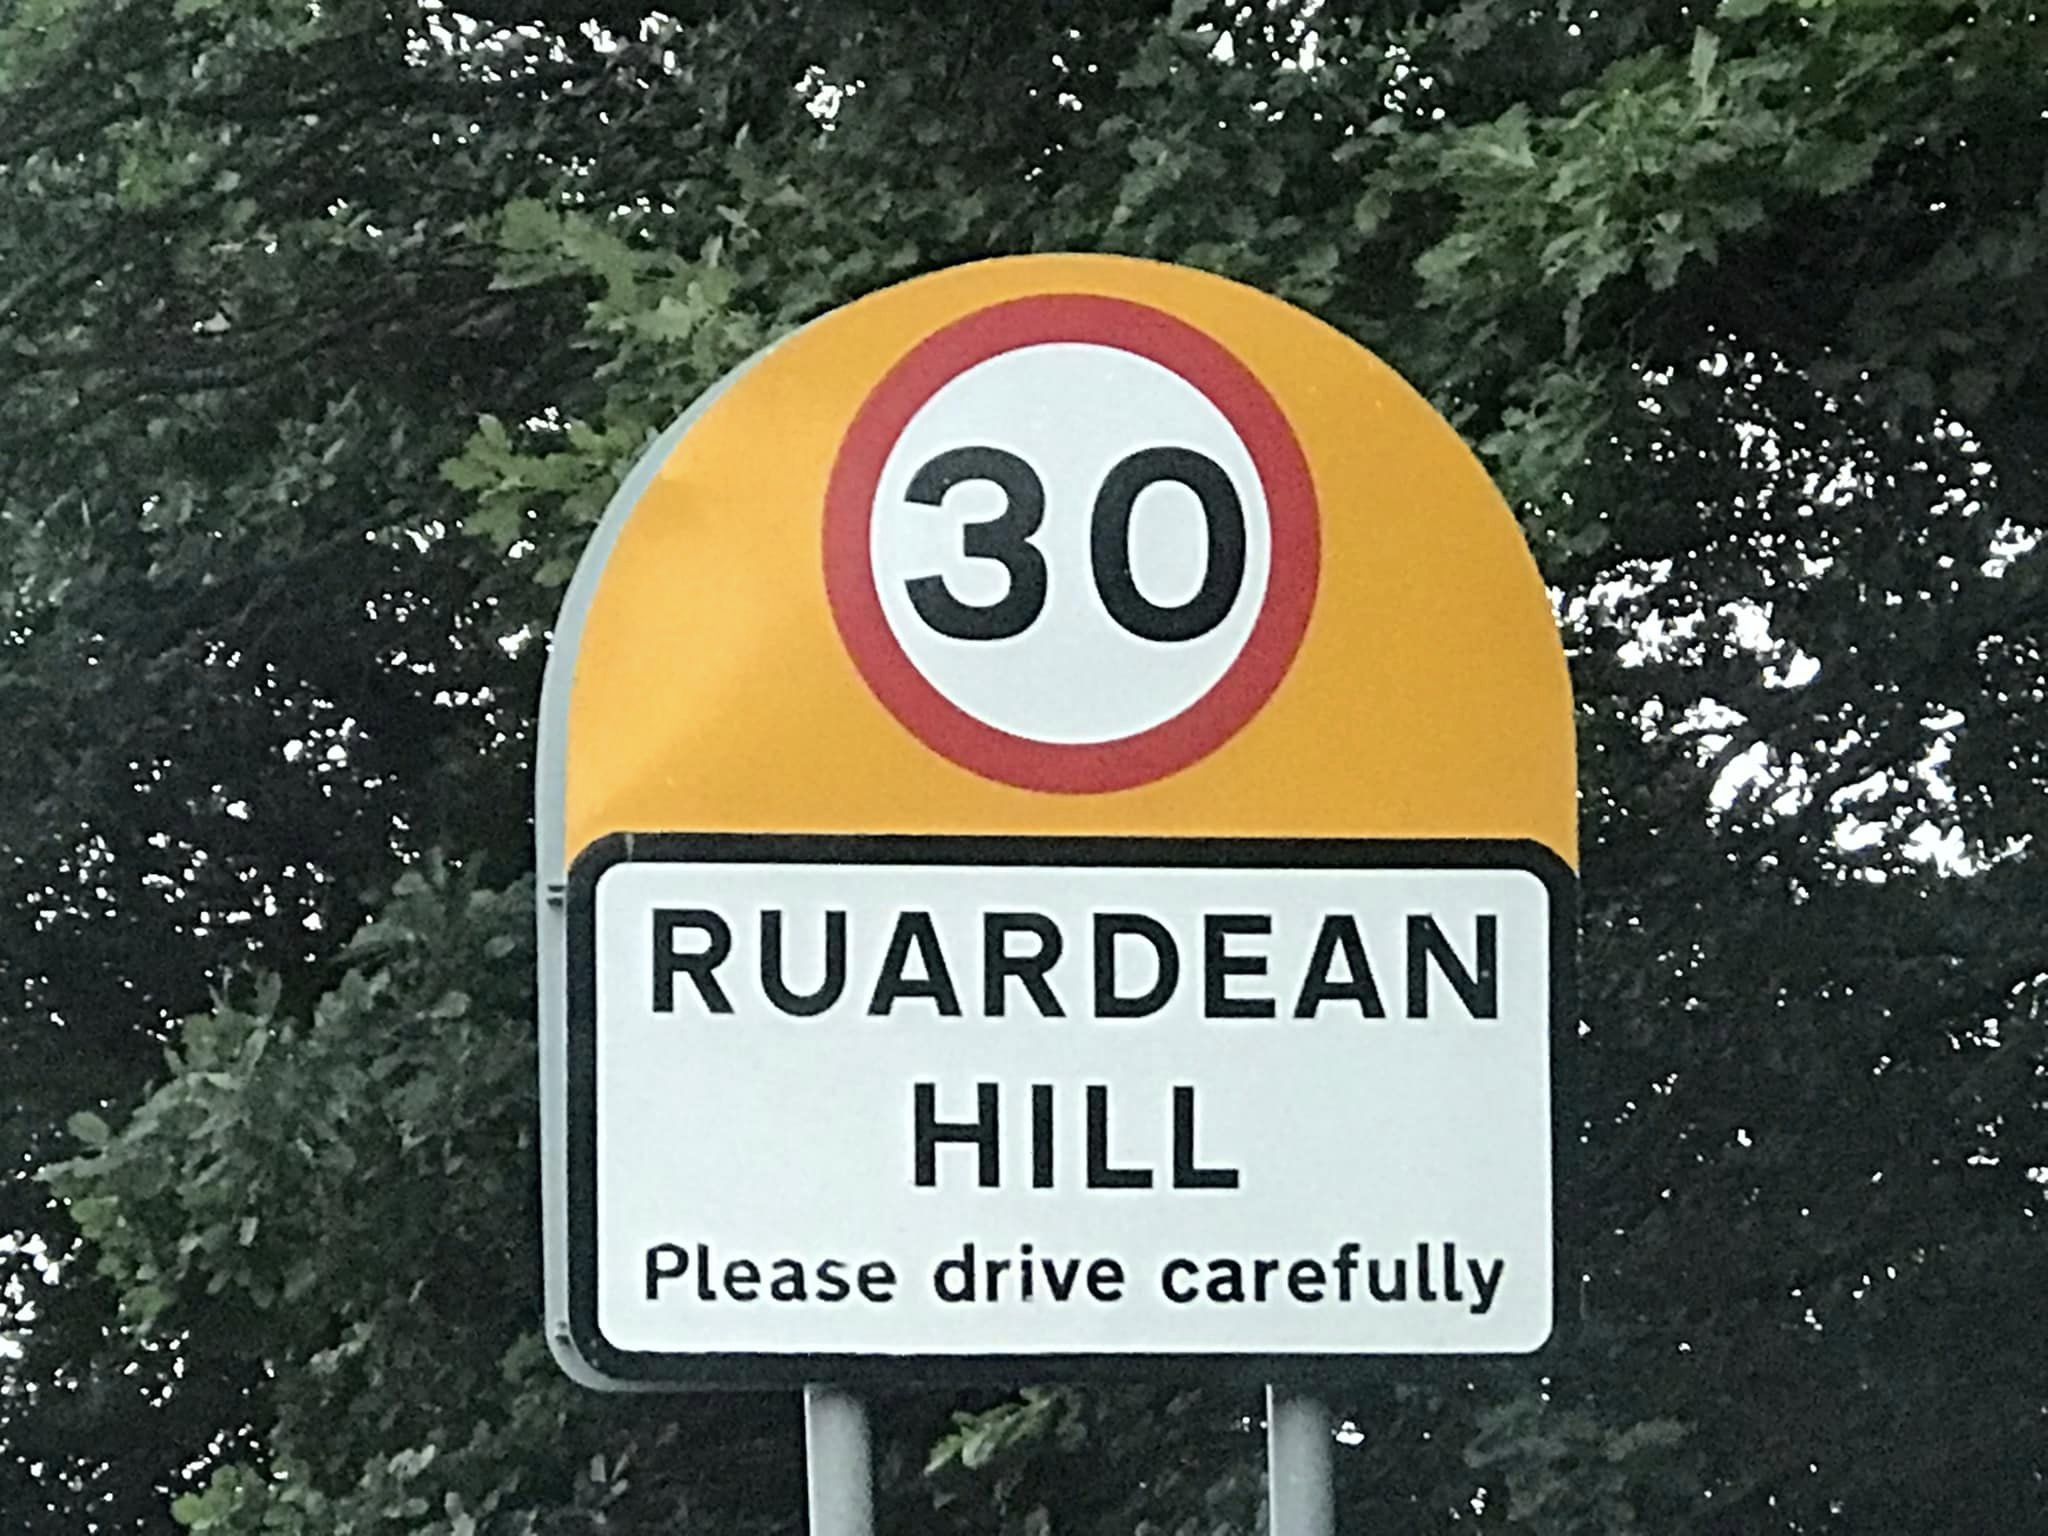 30
RUARDEAN
HILL
Please drive carefully